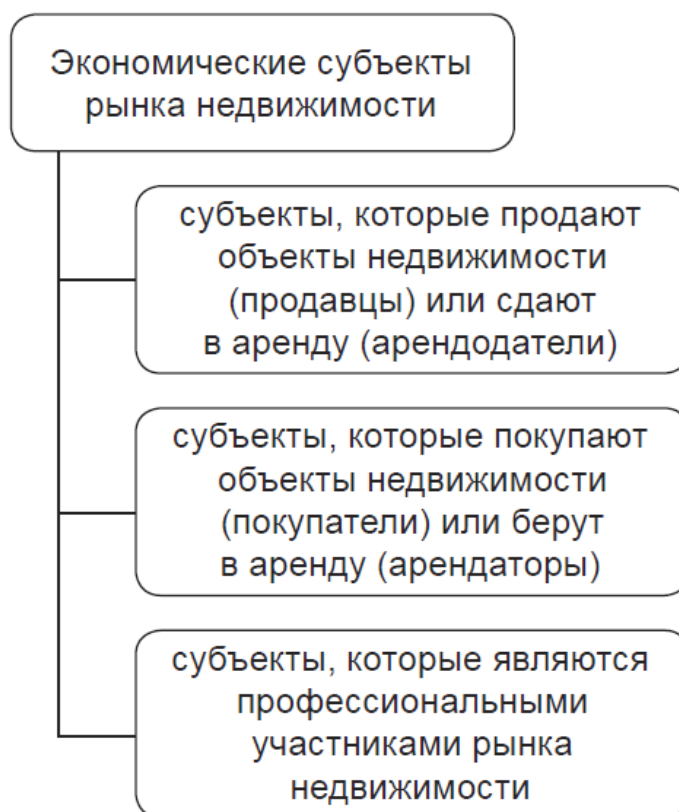 Экономические субъекты
рынка недвижимости
субъекты, которые продают
объекты недвижимости
(продавцы) или сдают
в аренду (арендодатели)
субъекты, которые покупают
объекты недвижимости
(покупатели) или берут
в аренду (арендаторы)
субъекты, которые являются
профессиональными
участниками рынка
недвижимости